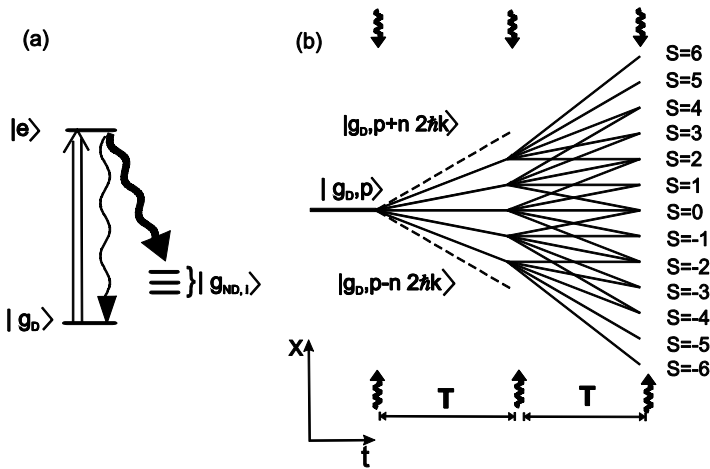 (a)
|e⟩
}| g_ND, I⟩
| g_D⟩
(b)
|g_D,p+n 2ħk⟩
| g_D,p⟩
|g_D,p-n 2ħk⟩
S=6
S=5
S=4
S=3
S=2
S=1
S=0
S=-1
S=-2
S=-3
S=-4
S=-5
S=-6
X
t
T
T